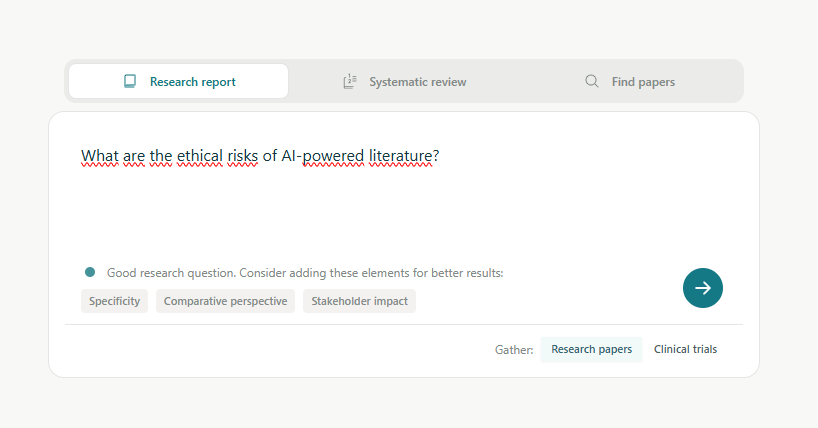 Research report
Systematic review
Find papers
What are the ethical risks of AI-powered literature?
Good research question. Consider adding these elements for better results:
Specificity
Comparative perspective
Stakeholder impact
Gather:
Research papers
Clinical trials